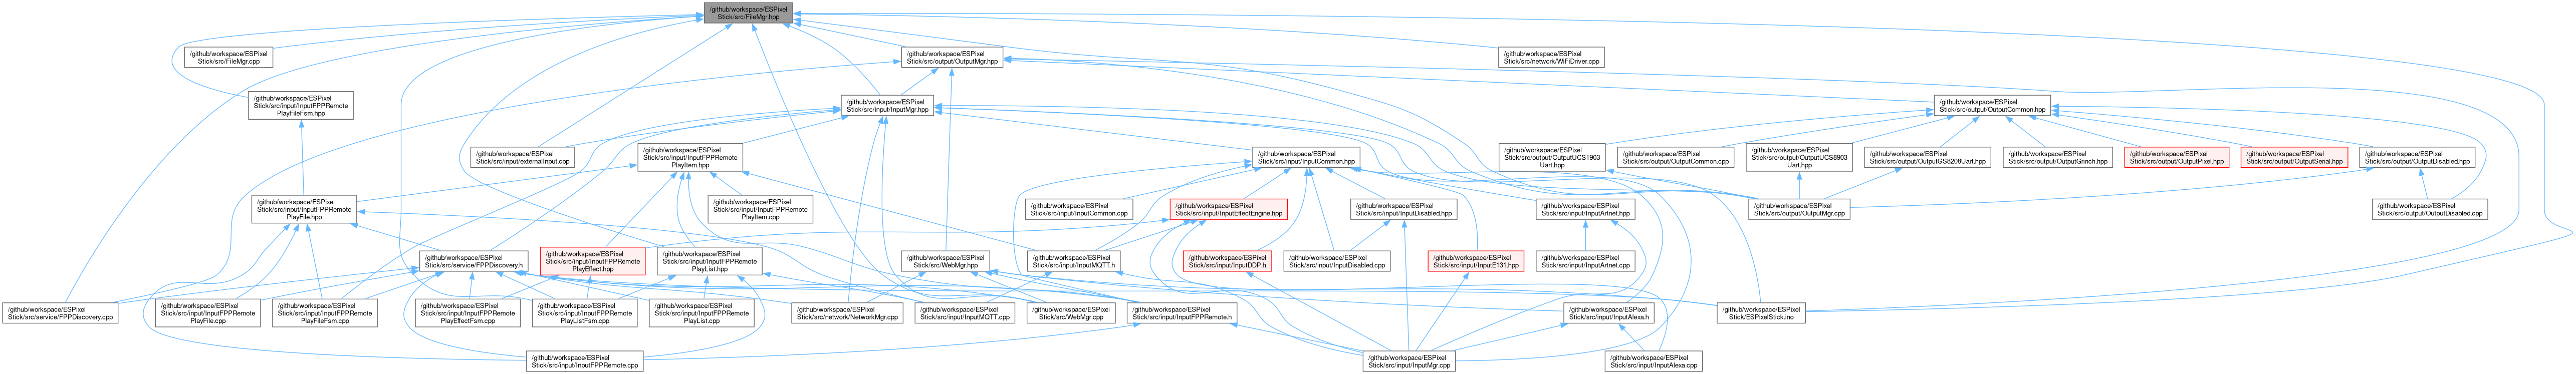 /github/workspace/ESPixel
Stick/src/FileMgr.hpp
/github/workspace/ESPixel
Stick/src/FileMgr.cpp
/github/workspace/ESPixel
Stick/src/output/OutputMgr.hpp
/github/workspace/ESPixel
Stick/src/network/WiFiDriver.cpp
/github/workspace/ESPixel
Stick/src/input/InputFPPRemote
PlayFileFsm.hpp
/github/workspace/ESPixel
Stick/src/input/InputMgr.hpp
/github/workspace/ESPixel
Stick/src/output/OutputCommon.hpp
/github/workspace/ESPixel
Stick/src/input/externalInput.cpp
/github/workspace/ESPixel
Stick/src/input/InputFPPRemote
PlayItem.hpp
/github/workspace/ESPixel
Stick/src/input/InputCommon.hpp
/github/workspace/ESPixel
Stick/src/output/OutputUCS1903
Uart.hpp
/github/workspace/ESPixel
Stick/src/output/OutputCommon.cpp
/github/workspace/ESPixel
Stick/src/output/OutputUCS8903
Uart.hpp
/github/workspace/ESPixel
Stick/src/output/OutputGS8208Uart.hpp
/github/workspace/ESPixel
Stick/src/output/OutputGrinch.hpp
/github/workspace/ESPixel
Stick/src/output/OutputPixel.hpp
/github/workspace/ESPixel
Stick/src/output/OutputSerial.hpp
/github/workspace/ESPixel
Stick/src/output/OutputDisabled.hpp
/github/workspace/ESPixel
Stick/src/input/InputFPPRemote
PlayFile.hpp
/github/workspace/ESPixel
Stick/src/input/InputFPPRemote
PlayItem.cpp
/github/workspace/ESPixel
Stick/src/input/InputCommon.cpp
/github/workspace/ESPixel
Stick/src/input/InputEffectEngine.hpp
/github/workspace/ESPixel
Stick/src/input/InputDisabled.hpp
/github/workspace/ESPixel
Stick/src/input/InputArtnet.hpp
/github/workspace/ESPixel
Stick/src/output/OutputMgr.cpp
/github/workspace/ESPixel
Stick/src/output/OutputDisabled.cpp
/github/workspace/ESPixel
Stick/src/service/FPPDiscovery.h
/github/workspace/ESPixel
Stick/src/input/InputFPPRemote
PlayEffect.hpp
/github/workspace/ESPixel
Stick/src/input/InputFPPRemote
PlayList.hpp
/github/workspace/ESPixel
Stick/src/WebMgr.hpp
/github/workspace/ESPixel
Stick/src/input/InputMQTT.h
/github/workspace/ESPixel
Stick/src/input/InputDDP.h
/github/workspace/ESPixel
Stick/src/input/InputDisabled.cpp
/github/workspace/ESPixel
Stick/src/input/InputE131.hpp
/github/workspace/ESPixel
Stick/src/input/InputArtnet.cpp
/github/workspace/ESPixel
Stick/src/service/FPPDiscovery.cpp
/github/workspace/ESPixel
Stick/src/input/InputFPPRemote
PlayFile.cpp
/github/workspace/ESPixel
Stick/src/input/InputFPPRemote
PlayFileFsm.cpp
/github/workspace/ESPixel
Stick/src/input/InputFPPRemote
PlayEffectFsm.cpp
/github/workspace/ESPixel
Stick/src/input/InputFPPRemote
PlayListFsm.cpp
/github/workspace/ESPixel
Stick/src/input/InputFPPRemote
PlayList.cpp
/github/workspace/ESPixel
Stick/src/network/NetworkMgr.cpp
/github/workspace/ESPixel
Stick/src/input/InputMQTT.cpp
/github/workspace/ESPixel
Stick/src/WebMgr.cpp
/github/workspace/ESPixel
Stick/src/input/InputFPPRemote.h
/github/workspace/ESPixel
Stick/src/input/InputAlexa.h
/github/workspace/ESPixel
Stick/ESPixelStick.ino
/github/workspace/ESPixel
Stick/src/input/InputFPPRemote.cpp
/github/workspace/ESPixel
Stick/src/input/InputMgr.cpp
/github/workspace/ESPixel
Stick/src/input/InputAlexa.cpp